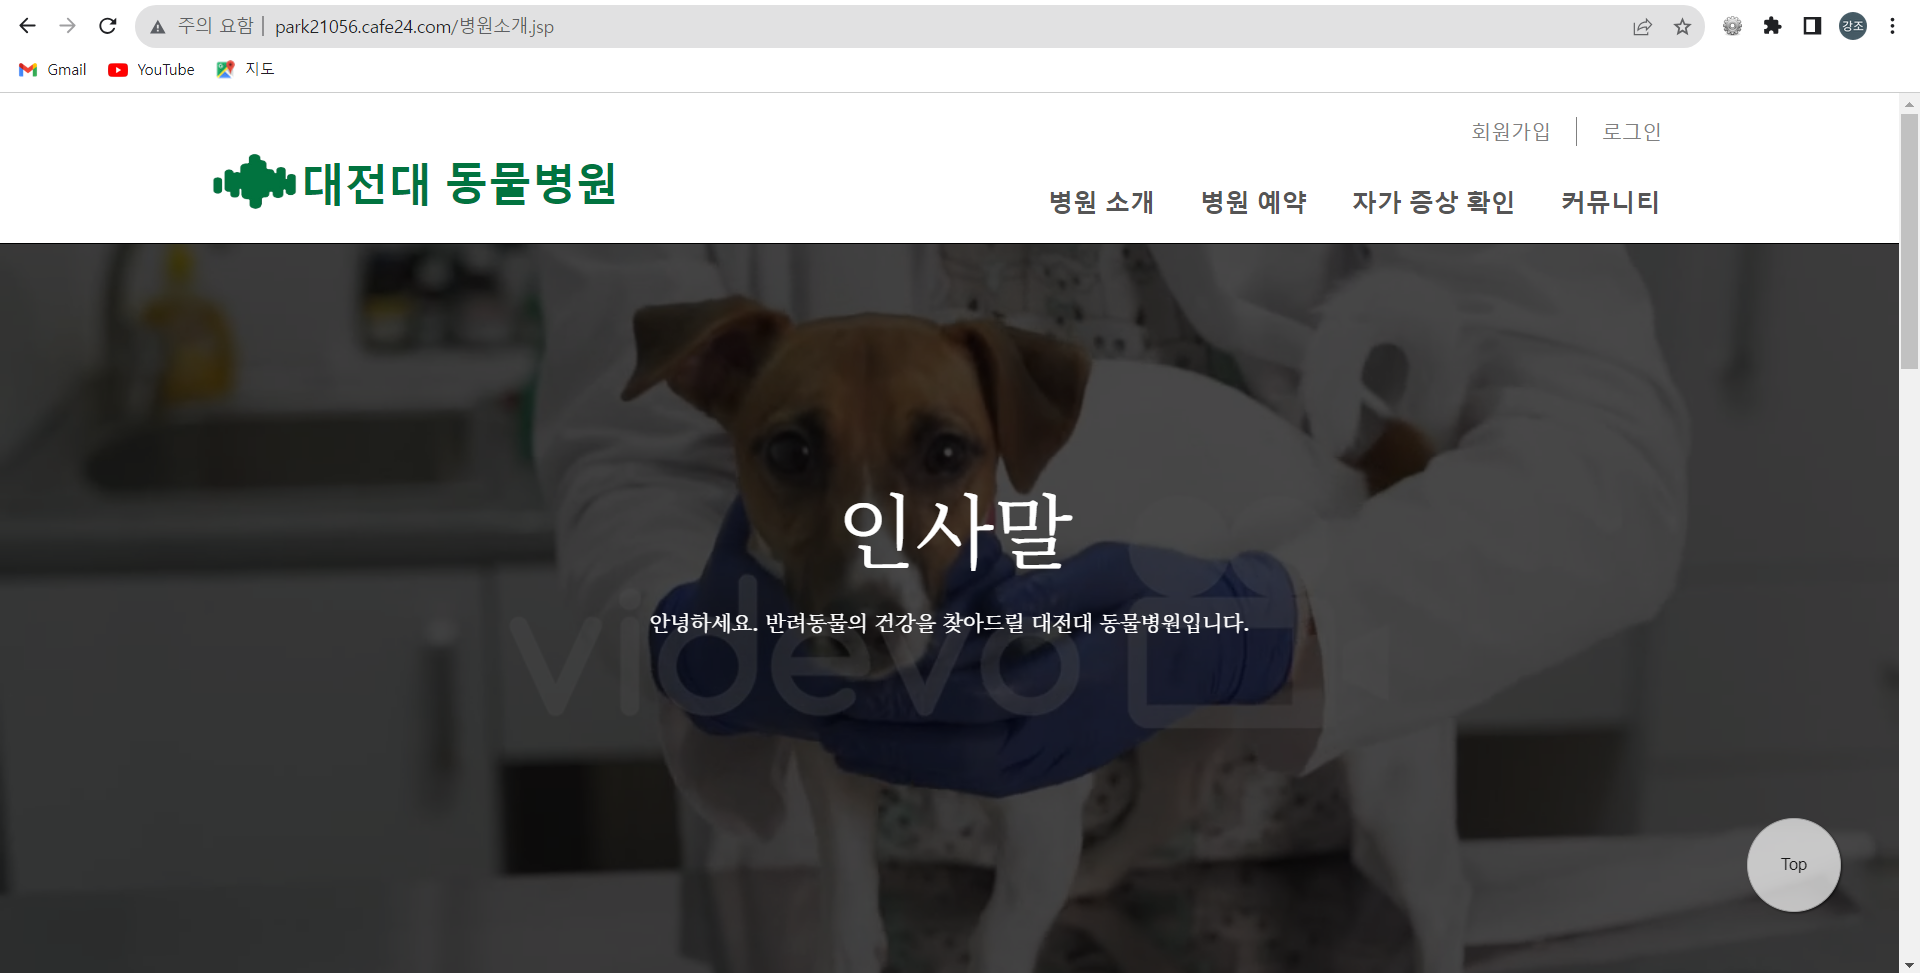 주의 요함 | park21056.cafe24.com/병원소개.jsp
강조
Gmail YouTube 지도
회원가입 로그인
대전대 동물병원
병원 소개 병원 예약 자가 증상 확인 커뮤니티
인사말
안녕하세요. 반려동물의 건강을 찾아드릴 대전대 동물병원입니다.
videvo
Top